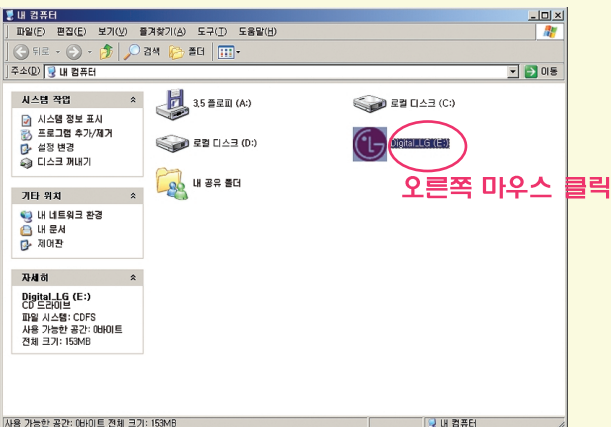 내 컴퓨터
파일(F) 편집(E) 보기(V) 즐겨찾기(A) 도구(T) 도움말(H)
뒤로 검색 폴더
주소(D) 내 컴퓨터 이동
시스템 작업
시스템 정보 표시
프로그램 추가/제거
설정 변경
디스크 꺼내기
기타 위치
내 네트워크 환경
내 문서
제어판
자세히
Digital_LG (E:)
CD 드라이브
파일 시스템: CDFS
사용 가능한 공간: 0바이트
전체 크기: 153MB
3,5 플로피 (A:)
로컬 디스크 (C:)
로컬 디스크 (D:)
Digital_LG (E:)
내 공유 폴더
오른쪽 마우스 클릭
사용 가능한 공간: 0바이트 전체 크기: 153MB 내 컴퓨터